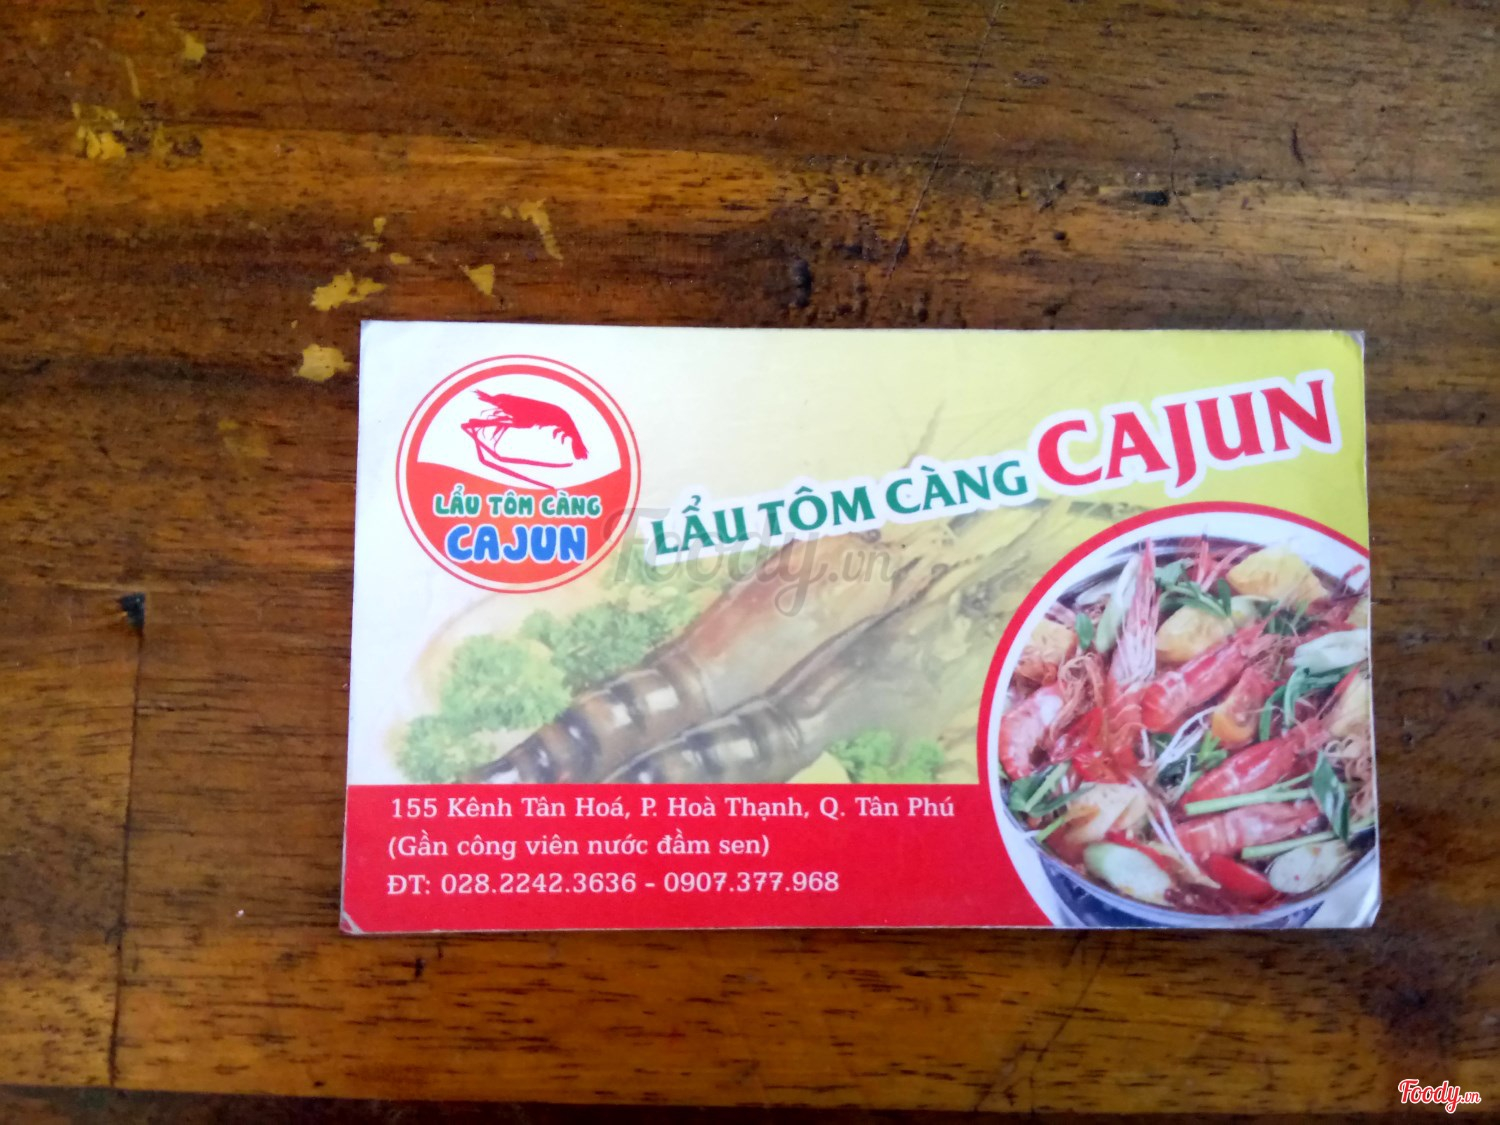 LẨU TÔM CÀNG
CAJUN
LẨU TÔM CÀNG CAJUN
Foody.vn
155 Kênh Tân Hoá, P. Hoà Thạnh, Q. Tân Phú
(Gần công viên nước đầm sen)
ĐT: 028.2242.3636 - 0907.377.968
Foody.vn